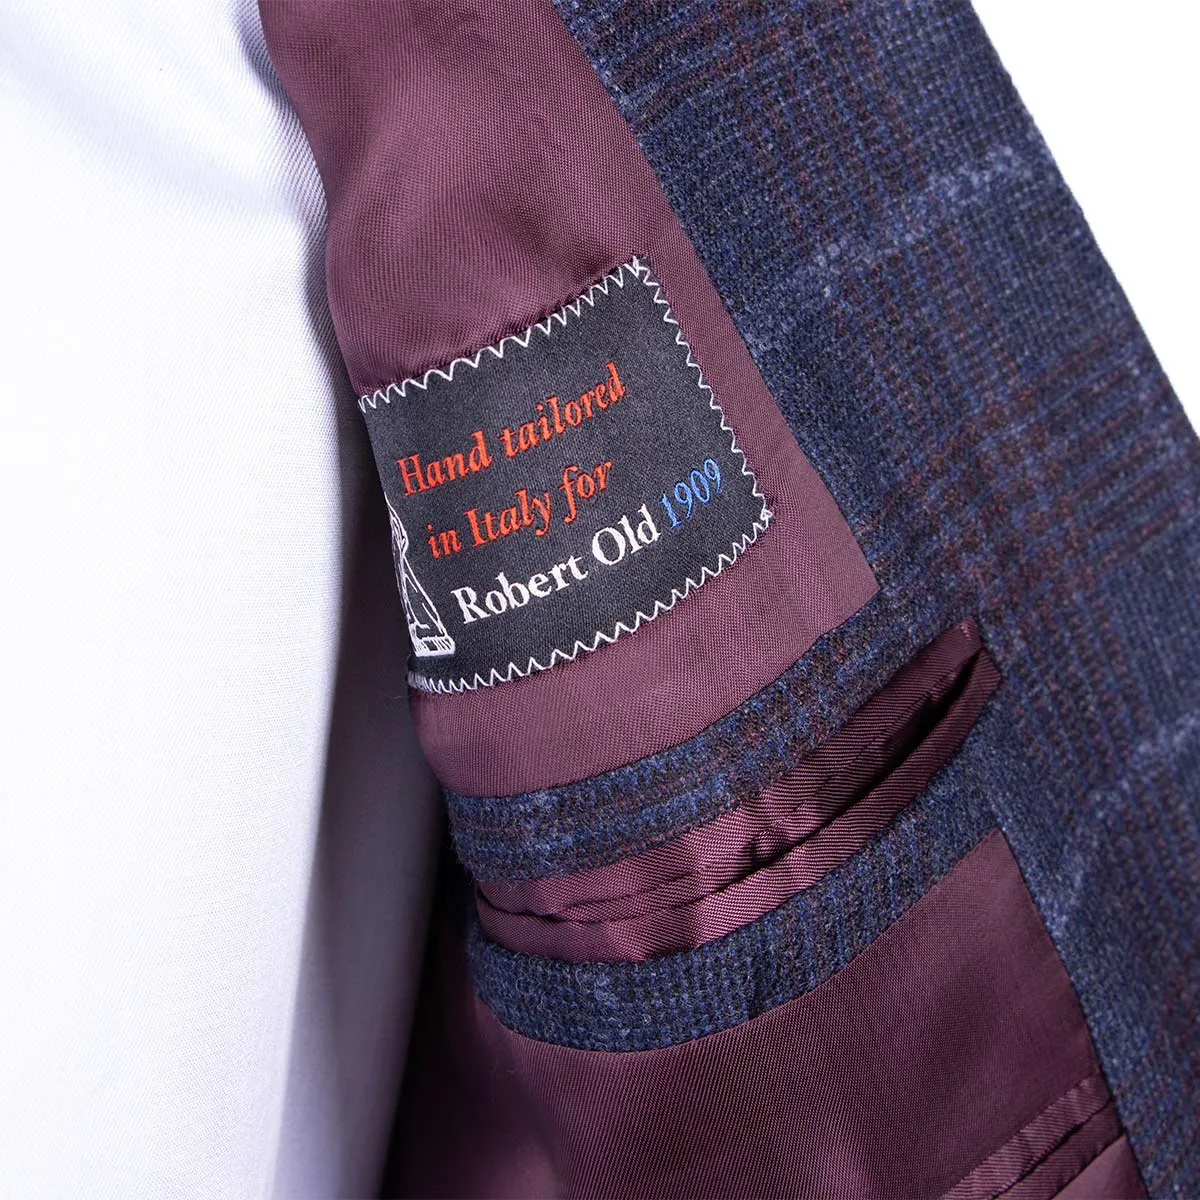 Hand tailored
in Italy for
Robert Old 1909